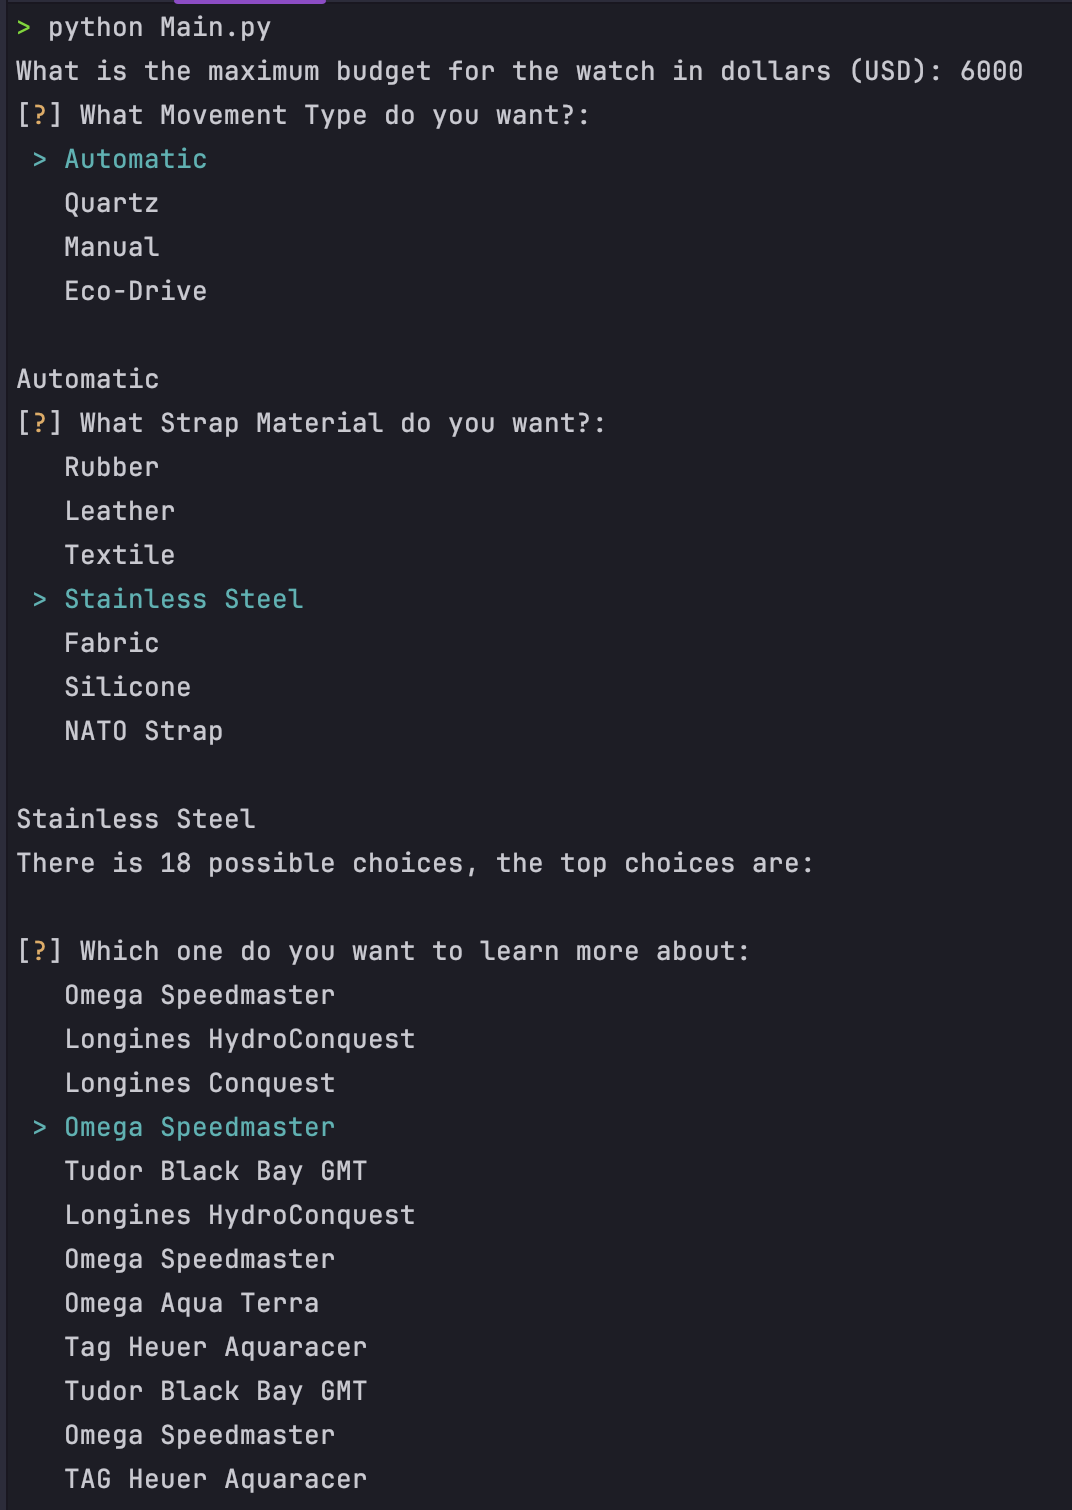 > python Main.py
What is the maximum budget for the watch in dollars (USD): 6000
[?] What Movement Type do you want?:
 > Automatic
   Quartz
   Manual
   Eco-Drive

Automatic
[?] What Strap Material do you want?:
   Rubber
   Leather
   Textile
 > Stainless Steel
   Fabric
   Silicone
   NATO Strap

Stainless Steel
There is 18 possible choices, the top choices are:

[?] Which one do you want to learn more about:
   Omega Speedmaster
   Longines HydroConquest
   Longines Conquest
 > Omega Speedmaster
   Tudor Black Bay GMT
   Longines HydroConquest
   Omega Speedmaster
   Omega Aqua Terra
   Tag Heuer Aquaracer
   Tudor Black Bay GMT
   Omega Speedmaster
   TAG Heuer Aquaracer